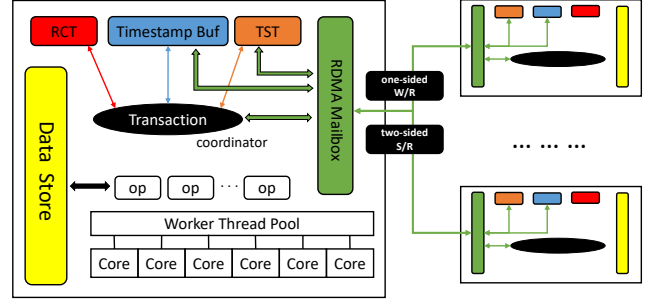 RCT
Timestamp Buf
TST
RDMA Mailbox
Data Store
Transaction
coordinator
one-sided
W/R
two-sided
S/R
op
op
...
op
Worker Thread Pool
Core
Core
Core
Core
Core
Core
... ... ...